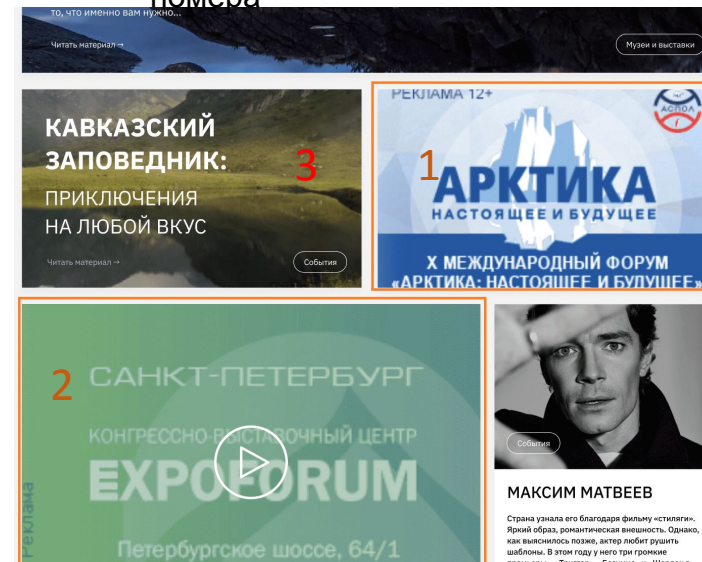 номера
то, что именно вам нужно...
Читать материал →
Музеи и выставки
КАВКАЗСКИЙ
ЗАПОВЕДНИК:
3
ПРИКЛЮЧЕНИЯ
НА ЛЮБОЙ ВКУС
Читать материал →
События
РЕКЛАМА 12+
АСПОЛ
1
АРКТИКА
НАСТОЯЩЕЕ И БУДУЩЕЕ
X МЕЖДУНАРОДНЫЙ ФОРУМ
«АРКТИКА: НАСТОЯЩЕЕ И БУДУЩЕЕ»
2
САНКТ-ПЕТЕРБУРГ
КОНГРЕССНО-ВЫСТАВОЧНЫЙ ЦЕНТР
EXPOFORUM
Реклама
Петербургское шоссе, 64/1
События
МАКСИМ МАТВЕЕВ
Страна узнала его благодаря фильму «стиляги».
Яркий образ, романтическая внешность. Однако,
как выяснилось позже, актер любит рушить
шаблоны. В этом году у него три громкие